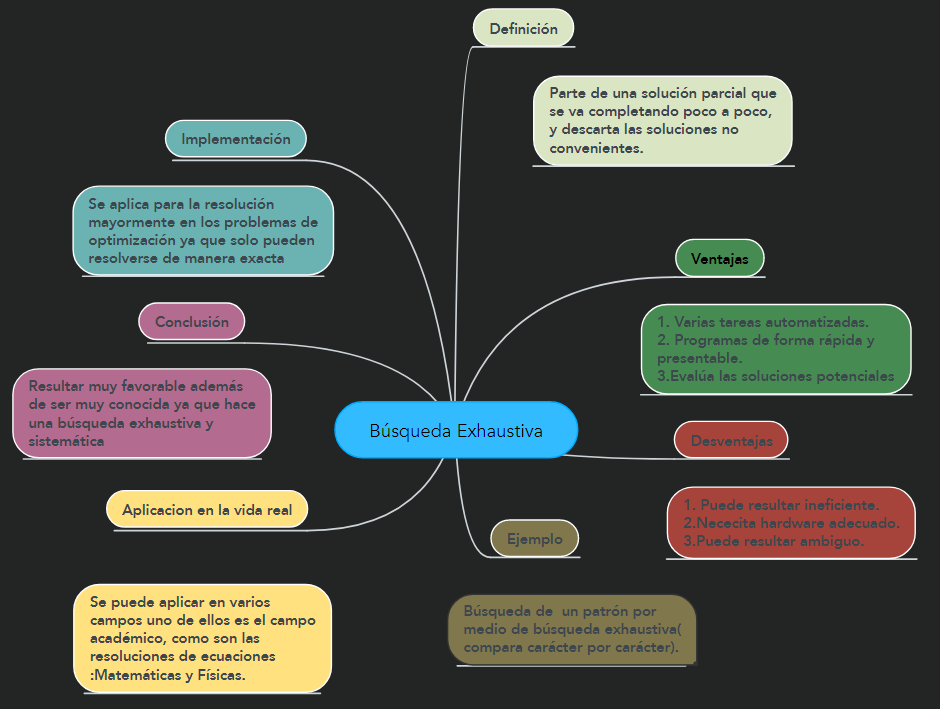 Definición
Parte de una solución parcial que
se va completando poco a poco,
y descarta las soluciones no
convenientes.
Implementación
Se aplica para la resolución
mayormente en los problemas de
optimización ya que solo pueden
resolverse de manera exacta
Ventajas
1. Varias tareas automatizadas.
2. Programas de forma rápida y
presentable.
3.Evalúa las soluciones potenciales
Conclusión
Resultar muy favorable además
de ser muy conocida ya que hace
una búsqueda exhaustiva y
sistemática
Búsqueda Exhaustiva
Desventajas
1. Puede resultar ineficiente.
2.Nececita hardware adecuado.
3.Puede resultar ambiguo.
Aplicacion en la vida real
Se puede aplicar en varios
campos uno de ellos es el campo
académico, como son las
resoluciones de ecuaciones
:Matemáticas y Físicas.
Ejemplo
Búsqueda de  un patrón por
medio de búsqueda exhaustiva(
compara carácter por carácter).